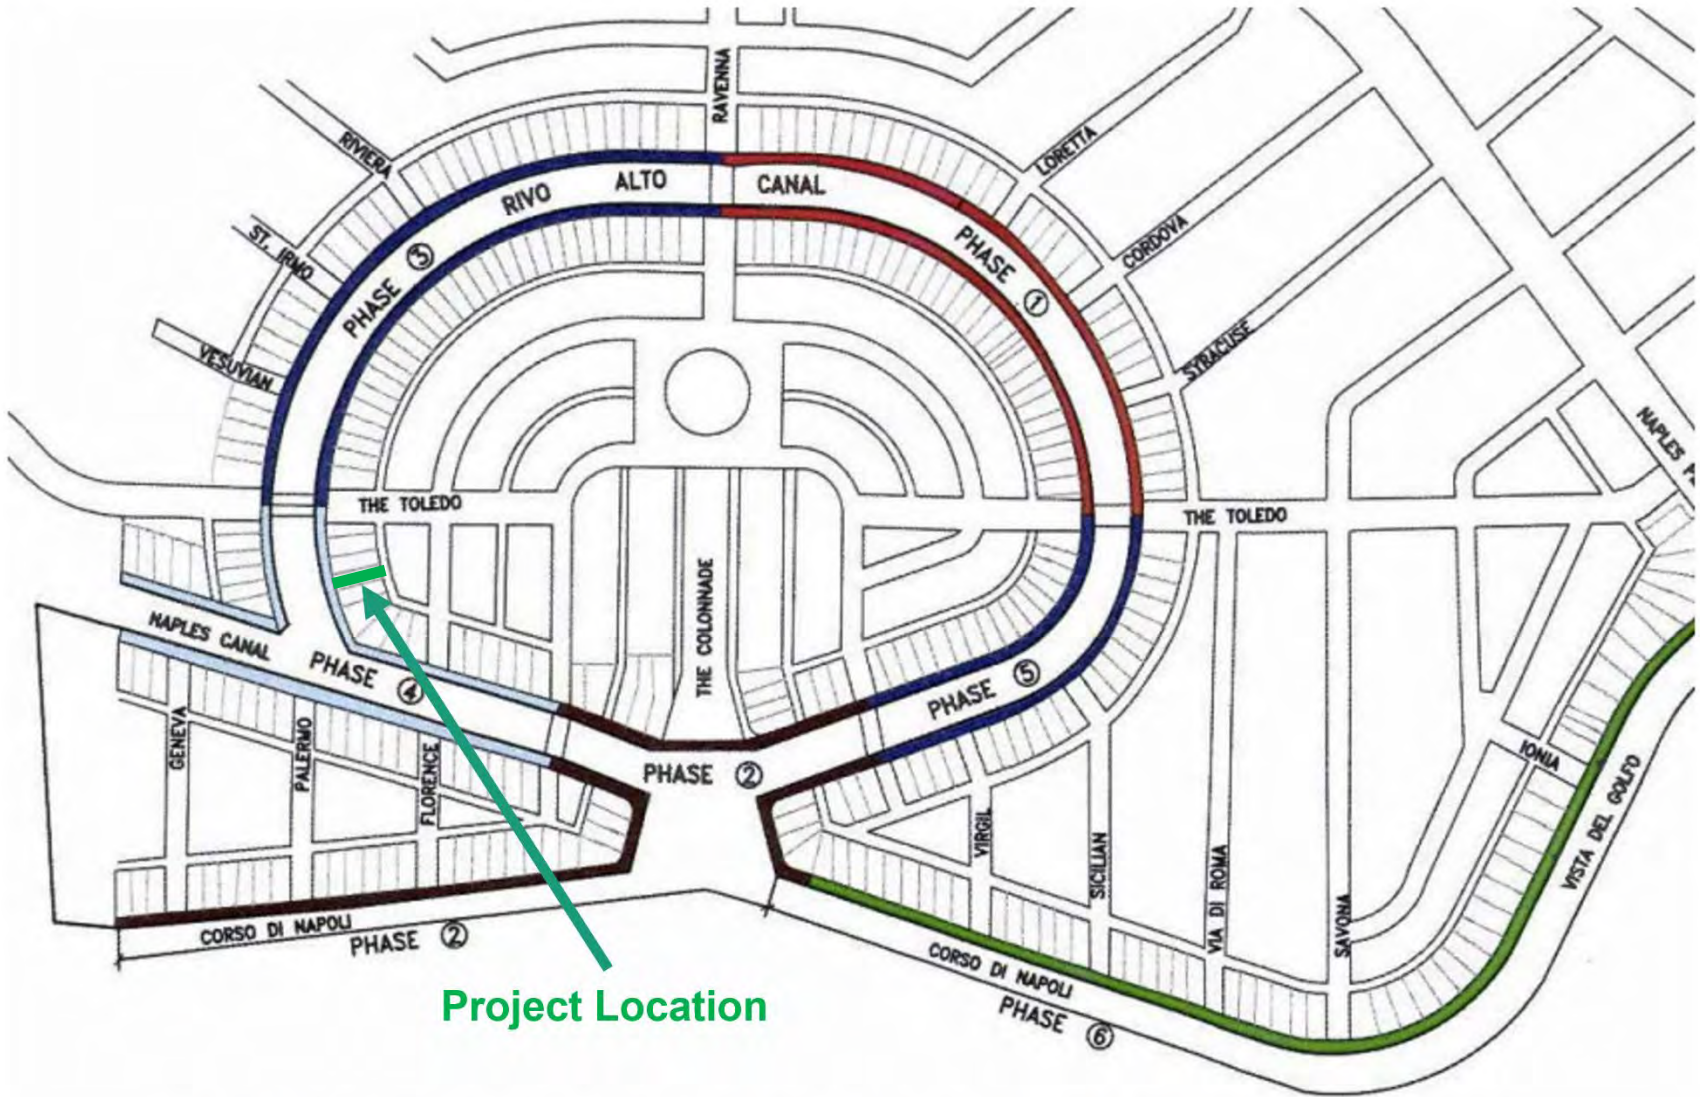 RAVENNA
RIVIERA
LORETTA
RIVO ALTO CANAL
ST. IRMO
PHASE 3
PHASE 1
CORDOVA
VESUVIAN
SYRACUSE
NAPLES
THE TOLEDO
THE TOLEDO
THE COLONNADE
NAPLES CANAL
PHASE 4
PHASE 5
GENEVA
PALERMO
FLORENCE
PHASE 2
IONIA
VIRGIL
SICILIAN
VIA DI ROMA
SAVONA
VISTA DEL GOLFO
CORSO DI NAPOLI
PHASE 2
CORSO DI NAPOLI
PHASE 6
Project Location